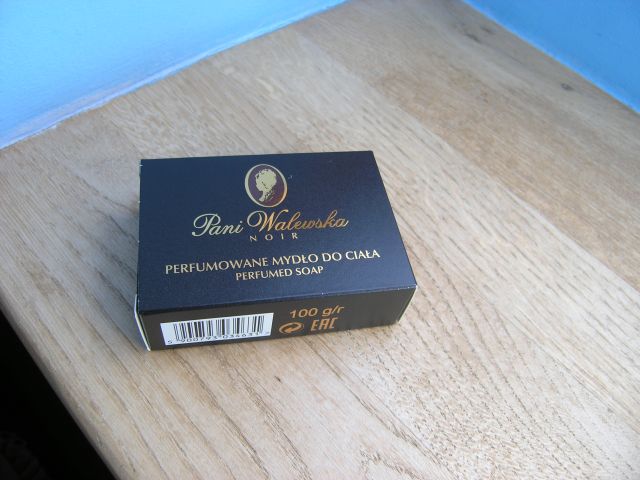 Pani Walewska
NOIR
PERFUMOWANE MYDŁO DO CIAŁA
PERFUMED SOAP
100 g/r
EAC